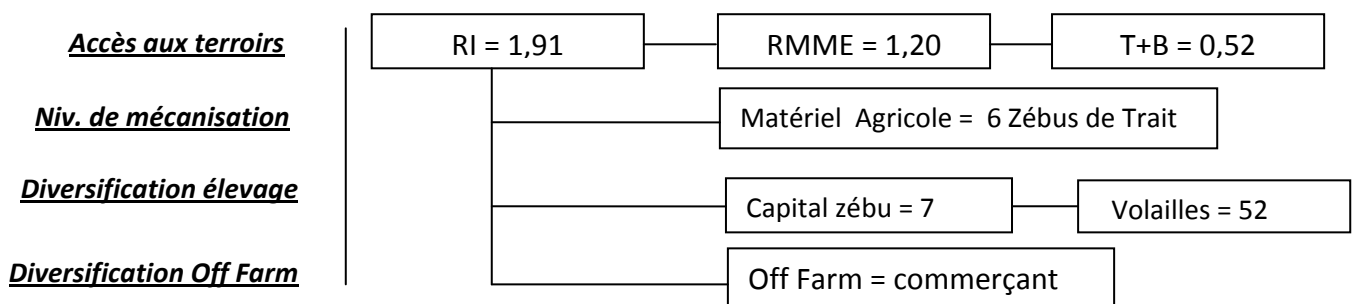 Accès aux terroirs RI = 1,91 RMME = 1,20 T+B = 0,52
Niv. de mécanisation Matériel Agricole = 6 Zébus de Trait
Diversification élevage Capital zébu = 7 Volailles = 52
Diversification Off Farm Off Farm = commerçant